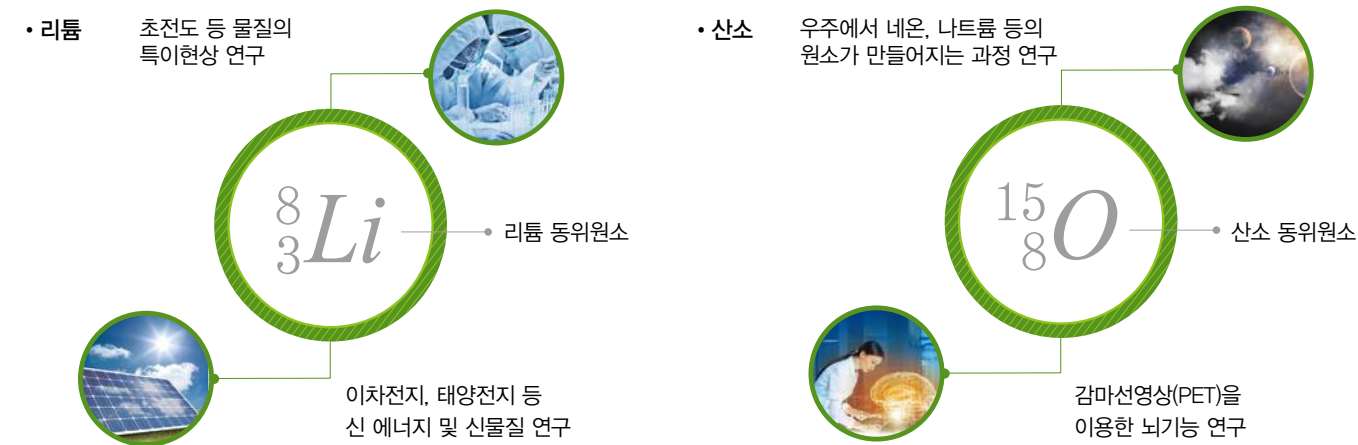 • 리튬
초전도 등 물질의
특이현상 연구
8
3
Li
리튬 동위원소
이차전지, 태양전지 등
신 에너지 및 신물질 연구
• 산소
우주에서 네온, 나트륨 등의
원소가 만들어지는 과정 연구
15
8
O
산소 동위원소
감마선영상(PET)을
이용한 뇌기능 연구